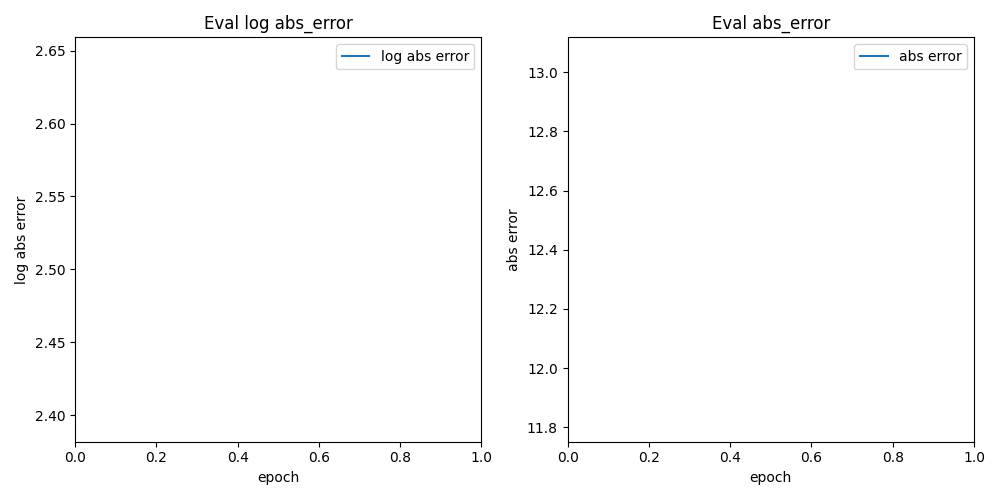 Eval log abs_error
log abs error
2.65
2.60
2.55
2.50
2.45
2.40
log abs error
0.0 0.2 0.4 0.6 0.8 1.0
epoch
Eval abs_error
abs error
13.0
12.8
12.6
12.4
12.2
12.0
11.8
abs error
0.0 0.2 0.4 0.6 0.8 1.0
epoch